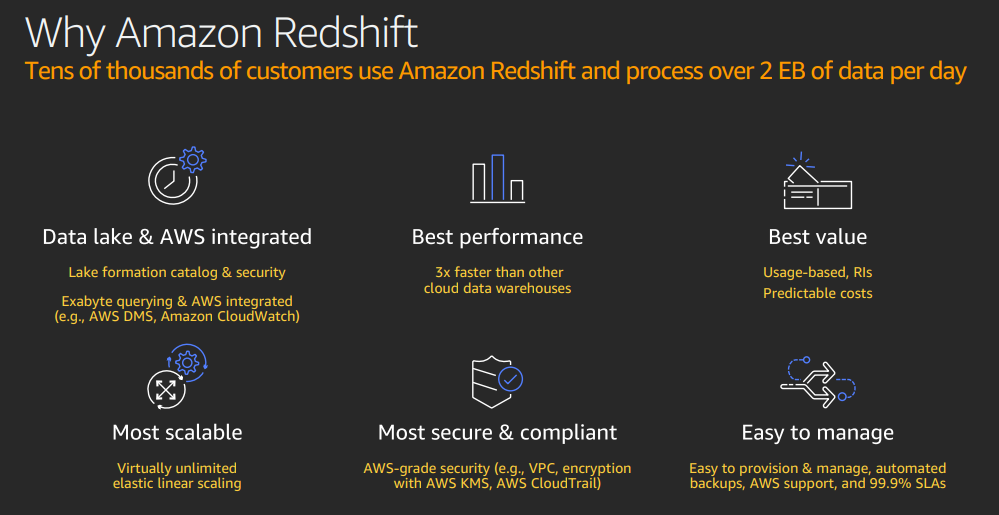 Why Amazon Redshift
Tens of thousands of customers use Amazon Redshift and process over 2 EB of data per day
Data lake & AWS integrated
Lake formation catalog & security
Exabyte querying & AWS integrated
(e.g., AWS DMS, Amazon CloudWatch)
Best performance
3x faster than other
cloud data warehouses
Best value
Usage-based, RIs
Predictable costs
Most scalable
Virtually unlimited
elastic linear scaling
Most secure & compliant
AWS-grade security (e.g., VPC, encryption
with AWS KMS, AWS CloudTrail)
Easy to manage
Easy to provision & manage, automated
backups, AWS support, and 99.9% SLAs